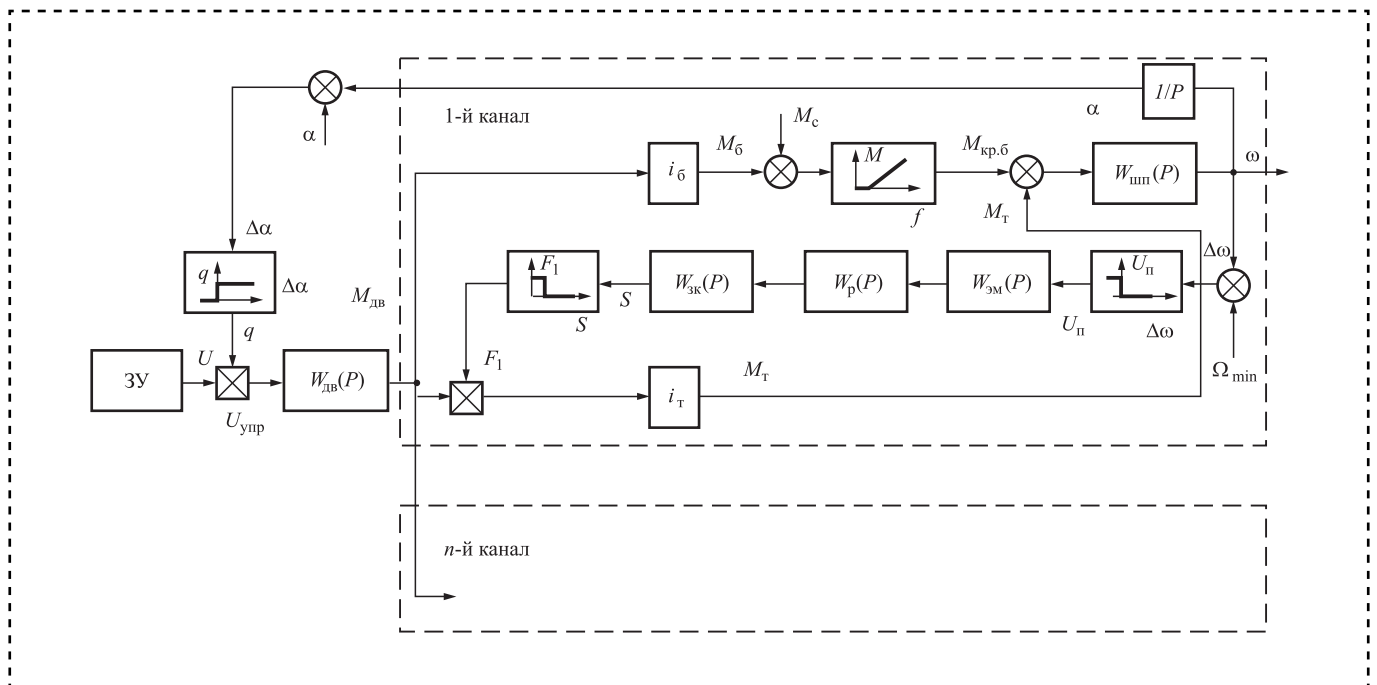 1/P
α
1-й канал
α
M_с
M_б
i_б
M
f
M_кр.б
M_т
W_шп(P)
ω
Δα
q
Δα
q
M_дв
F_1
S
S
W_зк(P)
W_р(P)
W_эм(P)
U_п
U_п
Δω
Δω
Ω_min
ЗУ
U
U_упр
W_дв(P)
F_1
i_т
M_т
n-й канал